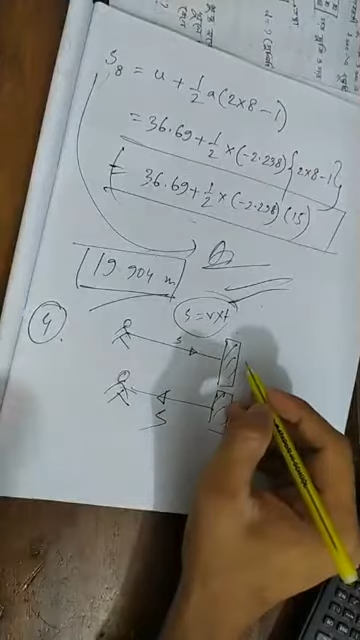 S₈ = u + 1/2 a (2×8-1)
= 36.69 + 1/2 × (-2.238) {2×8-1}
= 36.69 + 1/2 × (-2.238) (15)
19.904 m
S = v×t
4.
S
S